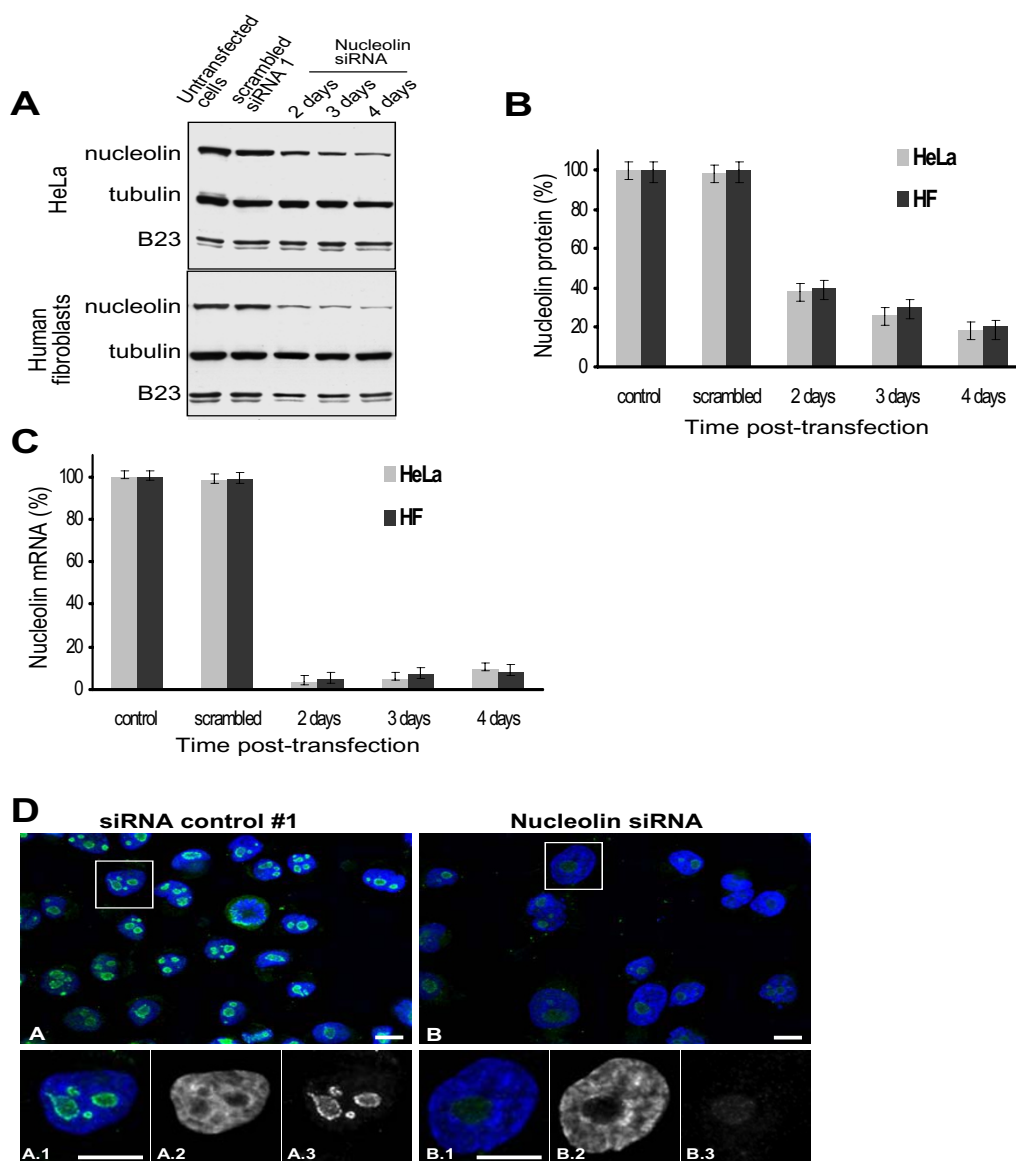 A
Untransfected
cells
scrambled
siRNA 1
Nucleolin
siRNA
2 days
3 days
4 days
HeLa
nucleolin
tubulin
B23
Human
fibroblasts
nucleolin
tubulin
B23
B
Nucleolin protein (%)
100
80
60
40
20
0
HeLa
HF
control scrambled 2 days 3 days 4 days
Time post-transfection
C
Nucleolin mRNA (%)
100
80
60
40
20
0
HeLa
HF
control scrambled 2 days 3 days 4 days
Time post-transfection
D
siRNA control #1
Nucleolin siRNA
A
B
A.1
A.2
A.3
B.1
B.2
B.3